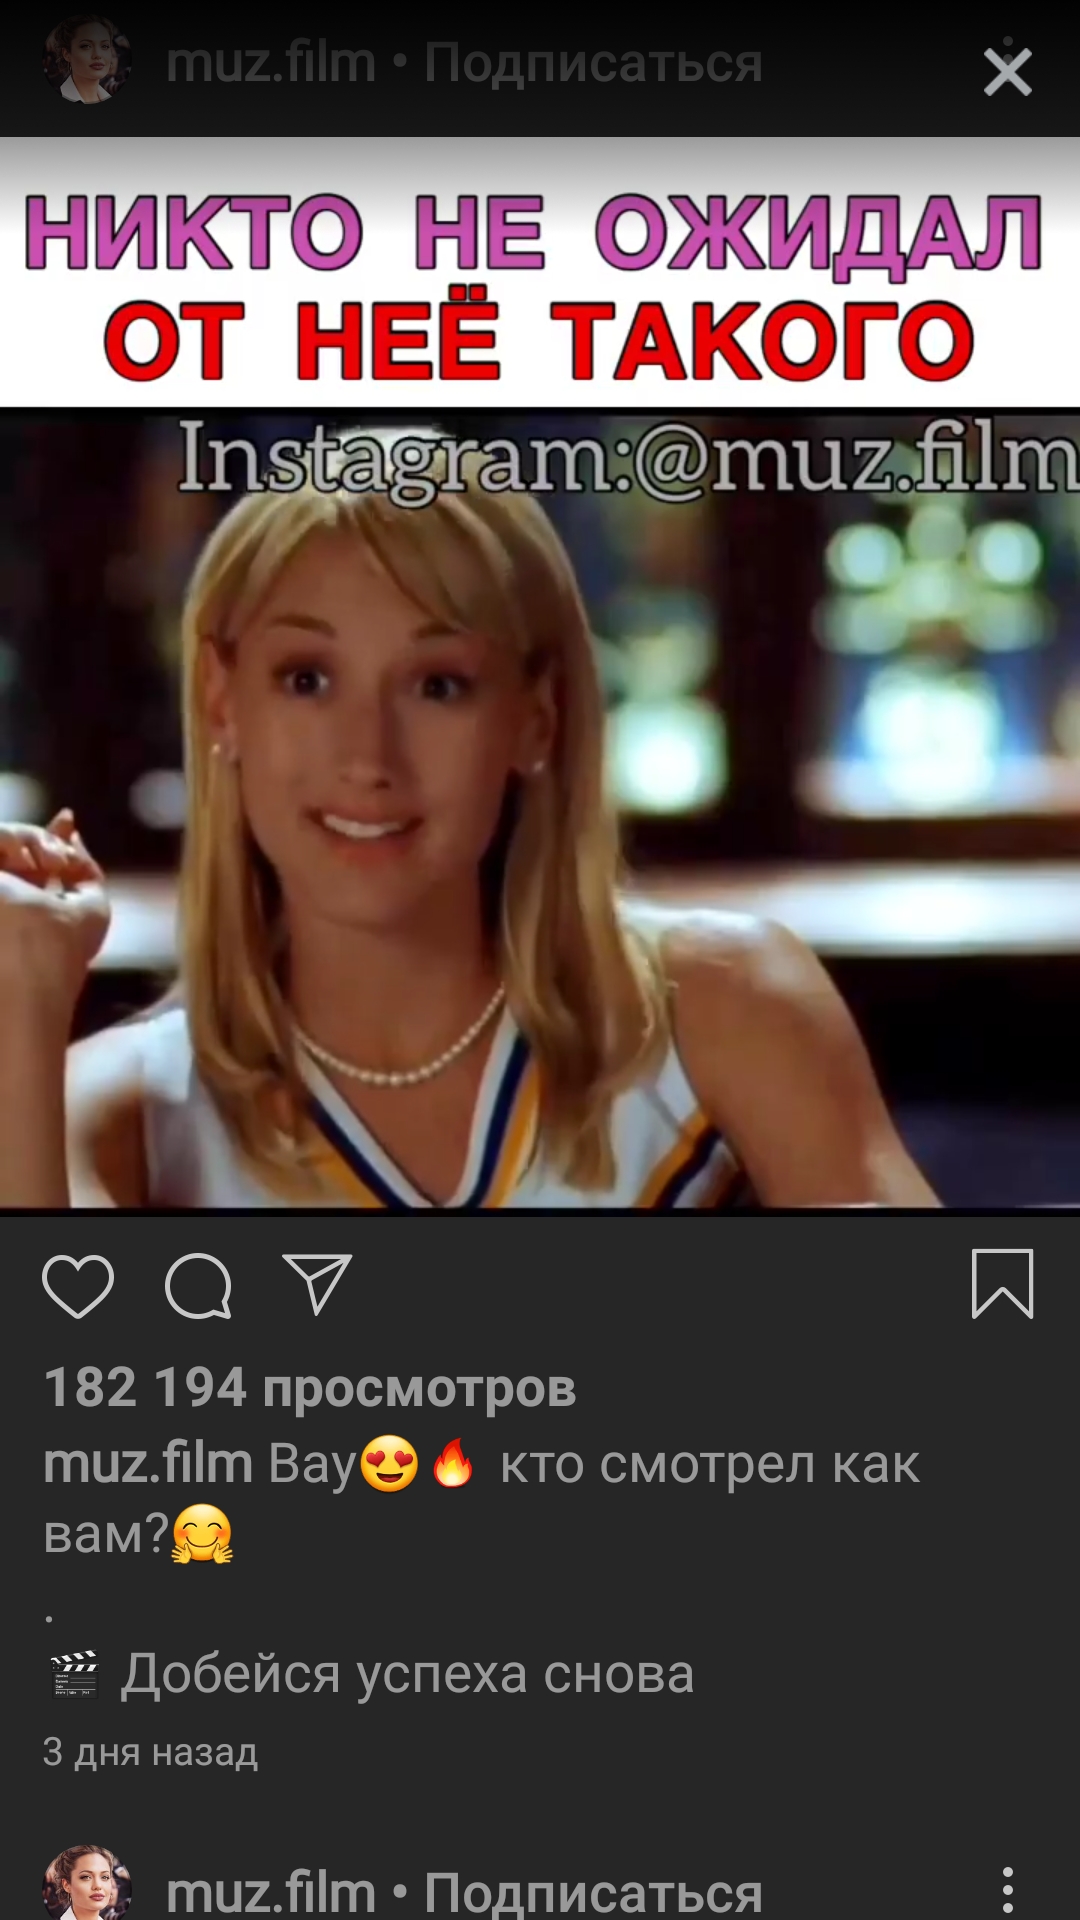 muz.film • Подписаться
НИКТО НЕ ОЖИДАЛ
ОТ НЕЁ ТАКОГО
Instagram:@muz.film
182 194 просмотров
muz.film Вау😍🔥 кто смотрел как
вам?🤗
.
🎬 Добейся успеха снова
3 дня назад
muz.film • Подписаться